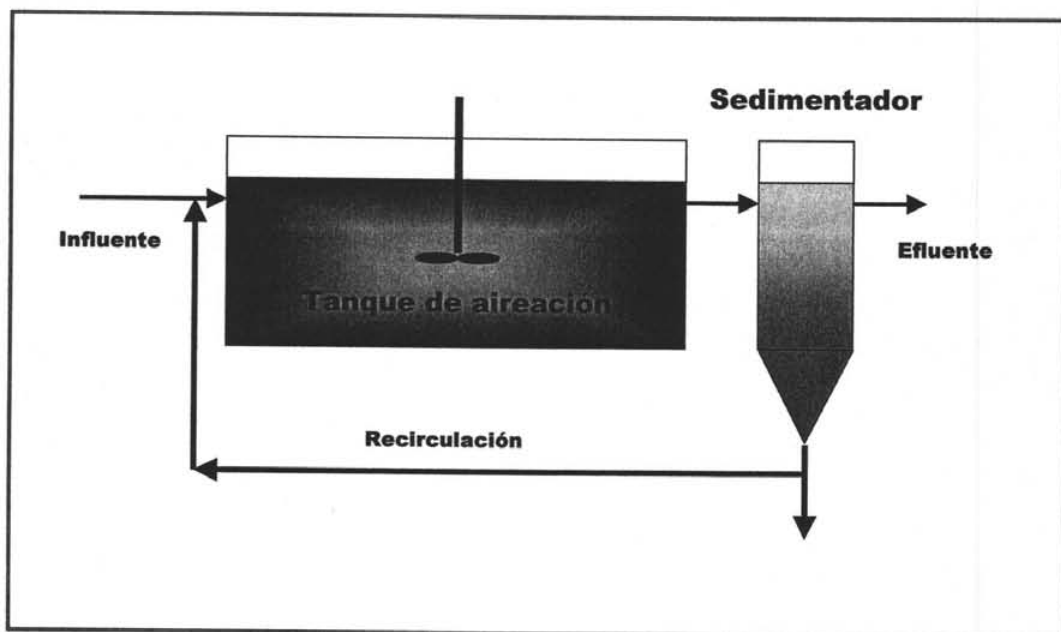 Sedimentador
Influente
Efluente
Tanque de aireación
Recirculación